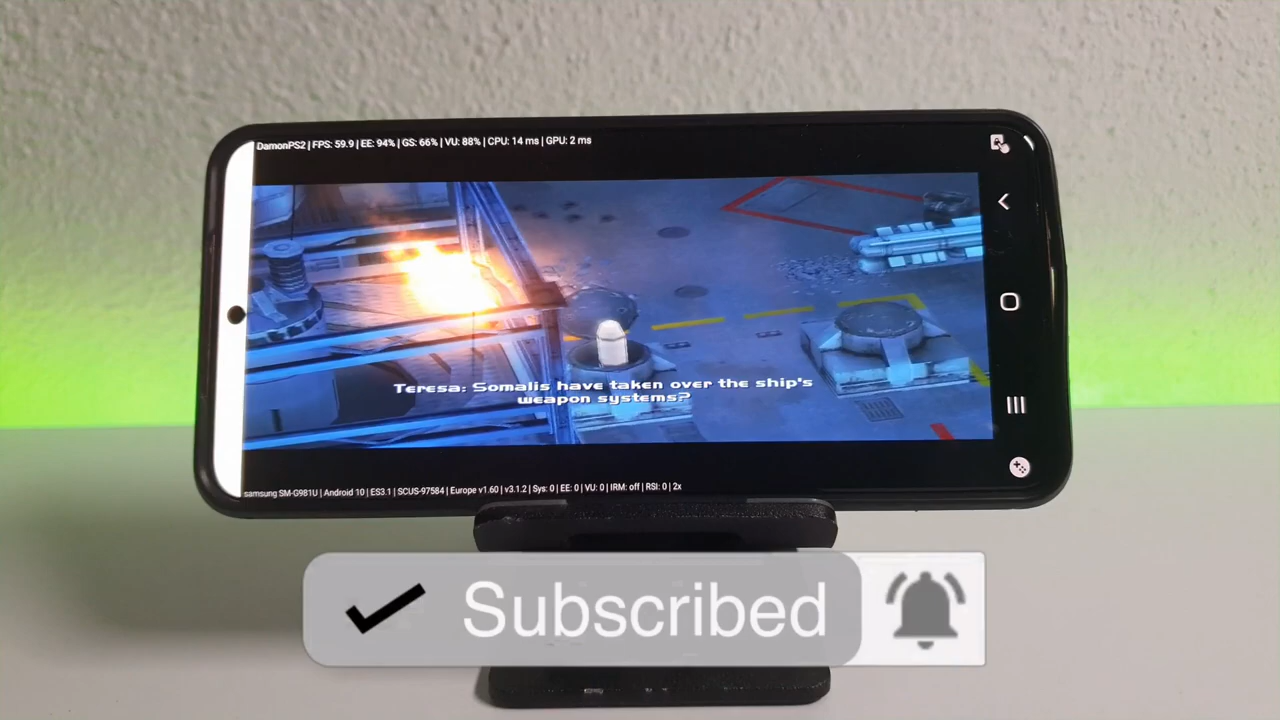 DamonPS2 | FPS: 59.9 | EE: 94% | GS: 66% | VU: 88% | CPU: 14 ms | GPU: 2 ms
Teresa: Somalis have taken over the ship's
weapon systems?
samsung SM-G981U | Android 10 | ES3.1 | SCUS-97584 | Europe v1.60 | v3.1.2 | Sys: 0 | EE: 0 | VU: 0 | IRM: off | RSI: 0 | 2x
Subscribed